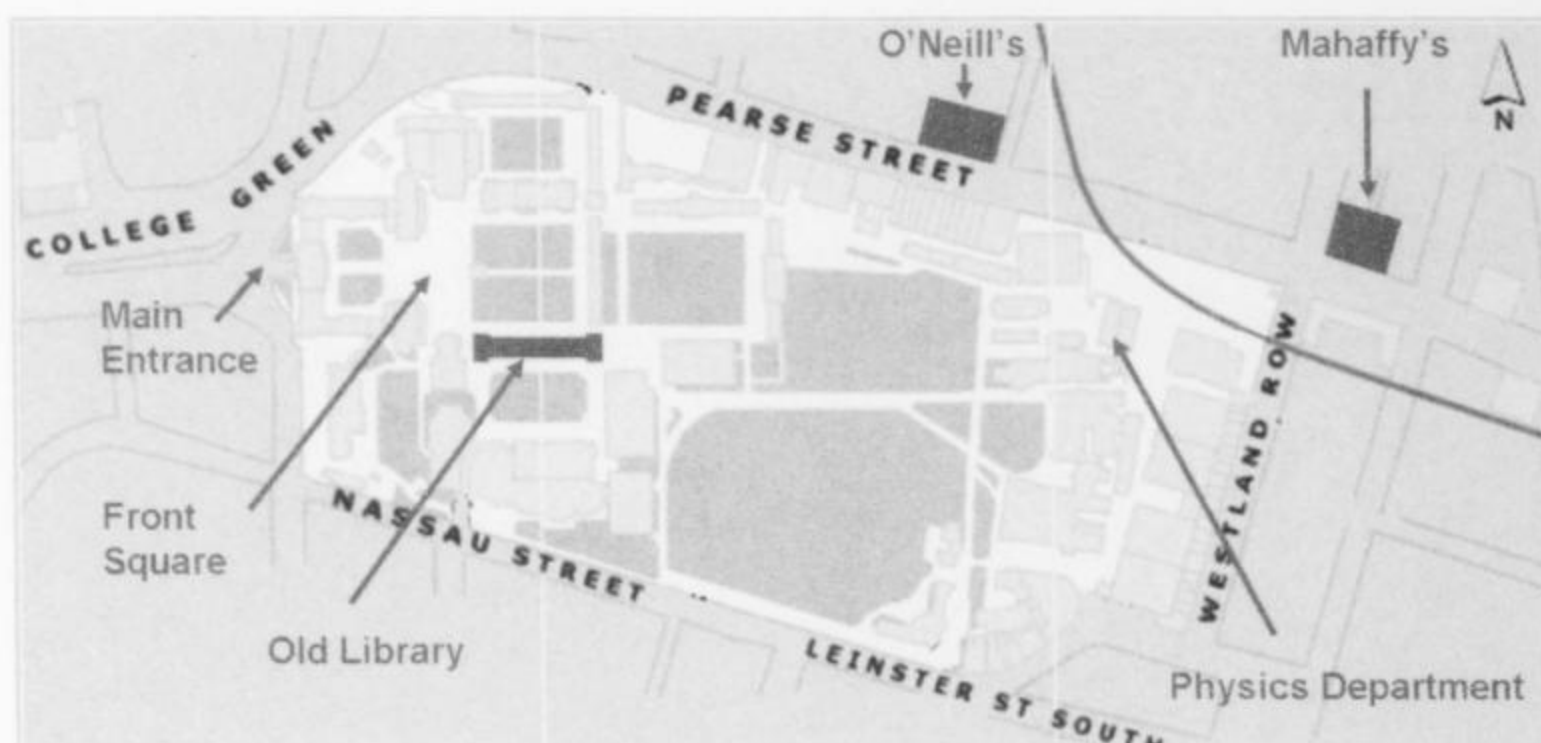 O'Neill's
Mahaffy's
N
PEARSE STREET
COLLEGE GREEN
Main
Entrance
WESTLAND ROW
Front
Square
NASSAU STREET
Old Library
LEINSTER ST SOUTH
Physics Department